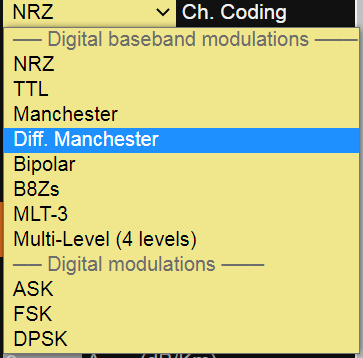 NRZ Ch. Coding
—— Digital baseband modulations ——
NRZ
TTL
Manchester
Diff. Manchester
Bipolar
B8Zs
MLT-3
Multi-Level (4 levels)
—— Digital modulations ——
ASK
FSK
DPSK